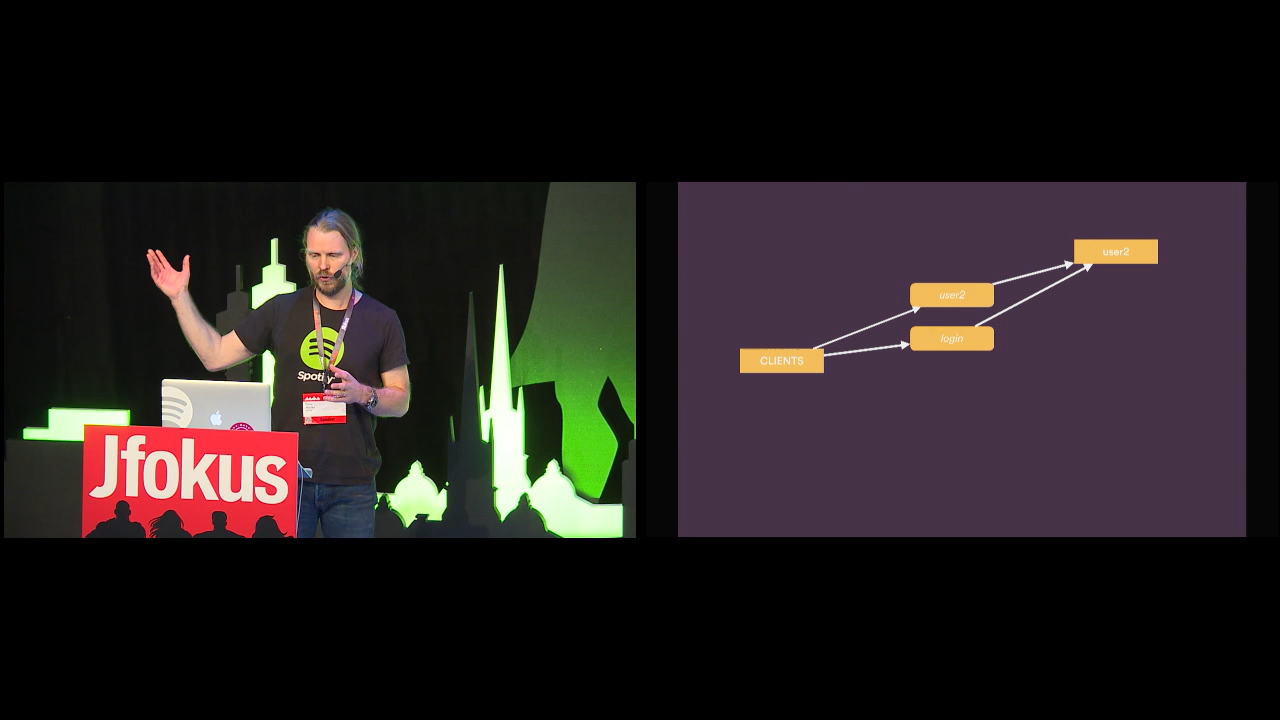 Spotify
Jfokus
user2
user2
login
CLIENTS